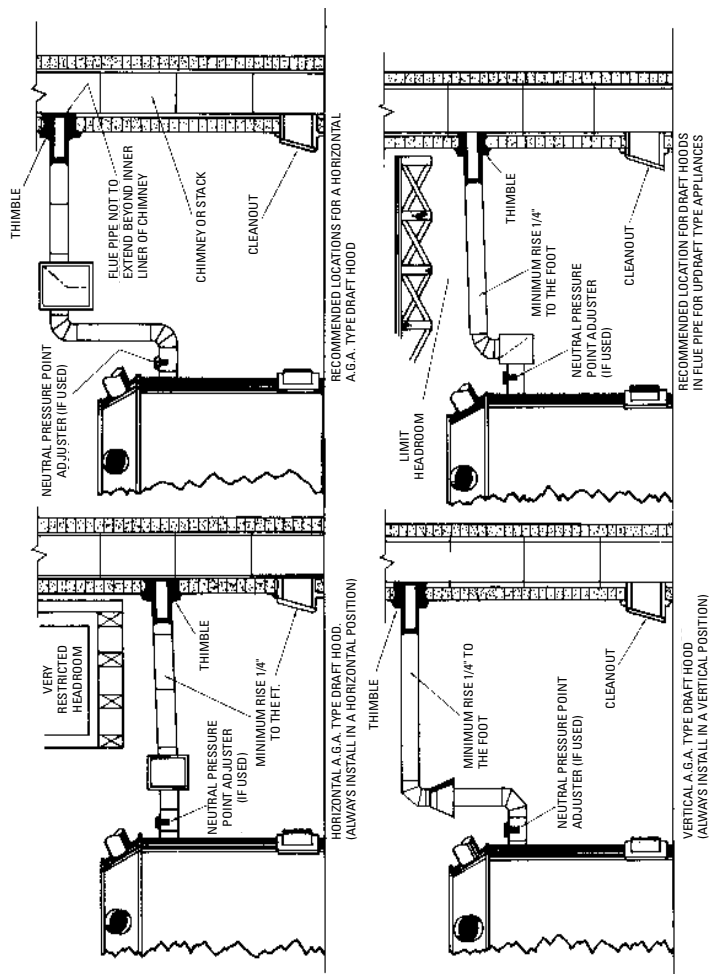 VERY
RESTRICTED
HEADROOM
THIMBLE
MINIMUM RISE 1/4"
TO THE FT.
NEUTRAL PRESSURE
POINT ADJUSTER
(IF USED)
HORIZONTAL A.G.A. TYPE DRAFT HOOD.
(ALWAYS INSTALL IN A HORIZONTAL POSITION)
THIMBLE
NEUTRAL PRESSURE POINT
ADJUSTER (IF USED)
FLUE PIPE NOT TO
EXTEND BEYOND INNER
LINER OF CHIMNEY
CHIMNEY OR STACK
CLEANOUT
RECOMMENDED LOCATIONS FOR A HORIZONTAL
A.G.A. TYPE DRAFT HOOD
THIMBLE
MINIMUM RISE 1/4" TO
THE FOOT
NEUTRAL PRESSURE POINT
ADJUSTER (IF USED)
CLEANOUT
VERTICAL A.G.A. TYPE DRAFT HOOD
(ALWAYS INSTALL IN A VERTICAL POSITION)
LIMIT
HEADROOM
THIMBLE
MINIMUM RISE 1/4"
TO THE FOOT
NEUTRAL PRESSURE
POINT ADJUSTER
(IF USED)
CLEANOUT
RECOMMENDED LOCATION FOR DRAFT HOODS
IN FLUE PIPE FOR UPDRAFT TYPE APPLIANCES